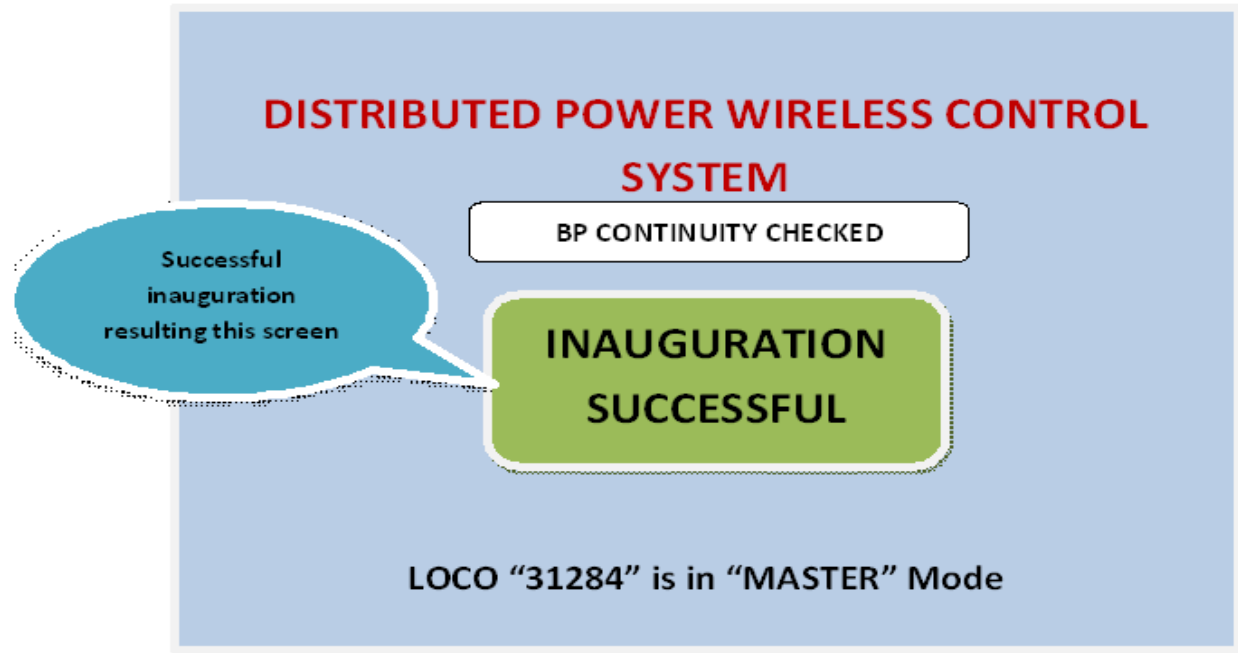 DISTRIBUTED POWER WIRELESS CONTROL
SYSTEM
BP CONTINUITY CHECKED
Successful
inauguration
resulting this screen
INAUGURATION
SUCCESSFUL
LOCO “31284” is in “MASTER” Mode